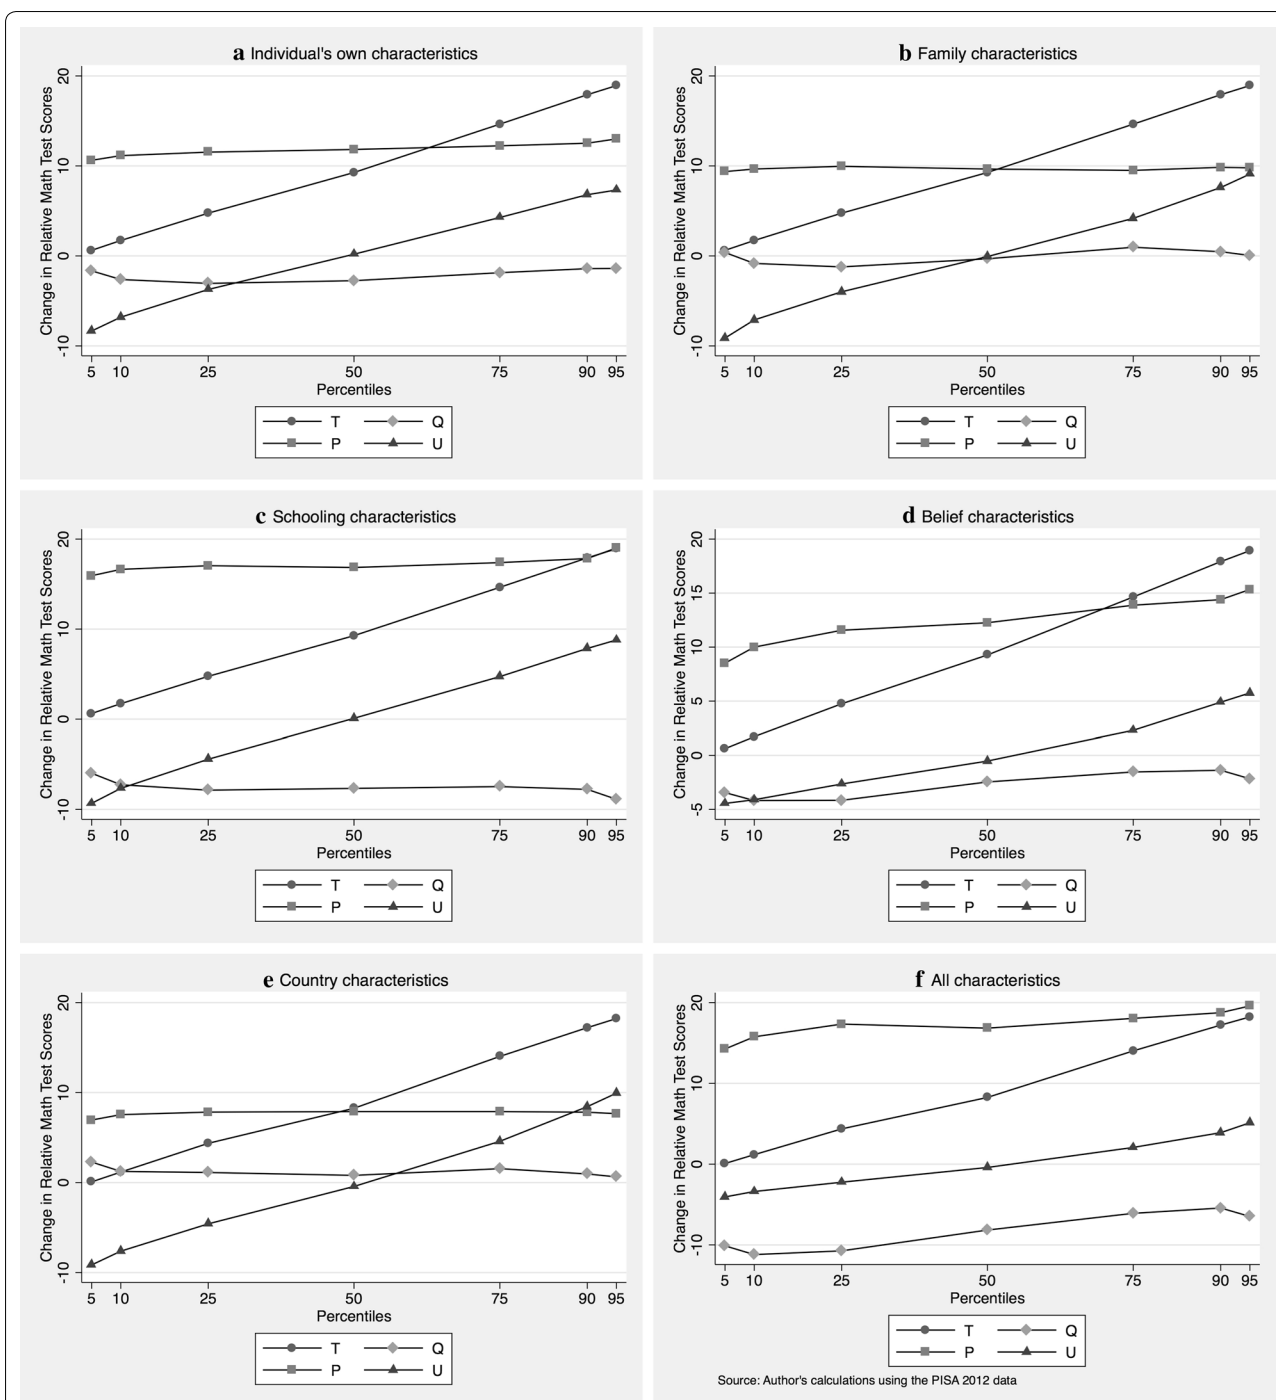 a Individual's own characteristics
Change in Relative Math Test Scores
20
10
0
-10
5 10 25 50 75 90 95
Percentiles
T Q
P U
b Family characteristics
Change in Relative Math Test Scores
20
10
0
-10
5 10 25 50 75 90 95
Percentiles
T Q
P U
c Schooling characteristics
Change in Relative Math Test Scores
20
10
0
-10
5 10 25 50 75 90 95
Percentiles
T Q
P U
d Belief characteristics
Change in Relative Math Test Scores
20
15
10
5
0
-5
5 10 25 50 75 90 95
Percentiles
T Q
P U
e Country characteristics
Change in Relative Math Test Scores
20
10
0
-10
5 10 25 50 75 90 95
Percentiles
T Q
P U
f All characteristics
Change in Relative Math Test Scores
20
10
0
-10
5 10 25 50 75 90 95
Percentiles
T Q
P U
Source: Author's calculations using the PISA 2012 data